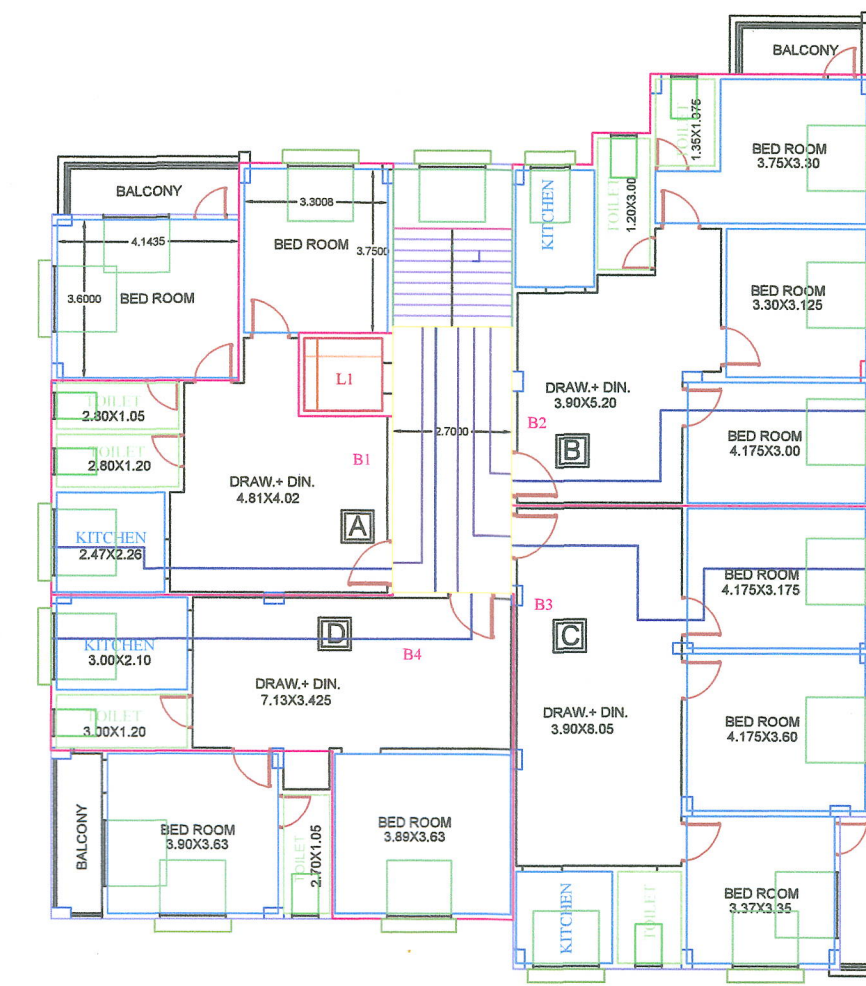 BALCONY
TOILET
1.35X1.075
BED ROOM
3.75X3.30
BALCONY
3.3008
BED ROOM
3.7500
KITCHEN
TOILET
1.20X3.00
4.1435
3.6000
BED ROOM
BED ROOM
3.30X3.125
L1
TOILET
2.80X1.05
DRAW.+ DIN.
3.90X5.20
2.7000
B2
B
BED ROOM
4.175X3.00
B1
TOILET
2.80X1.20
DRAW.+ DIN.
4.81X4.02
A
KITCHEN
2.47X2.26
BED ROOM
4.175X3.175
B3
C
D
B4
KITCHEN
3.00X2.10
DRAW.+ DIN.
7.13X3.425
TOILET
3.00X1.20
DRAW.+ DIN.
3.90X8.05
BED ROOM
4.175X3.60
BALCONY
BED ROOM
3.90X3.63
TOILET
2.70X1.05
BED ROOM
3.89X3.63
KITCHEN
TOILET
BED ROOM
3.37X3.35